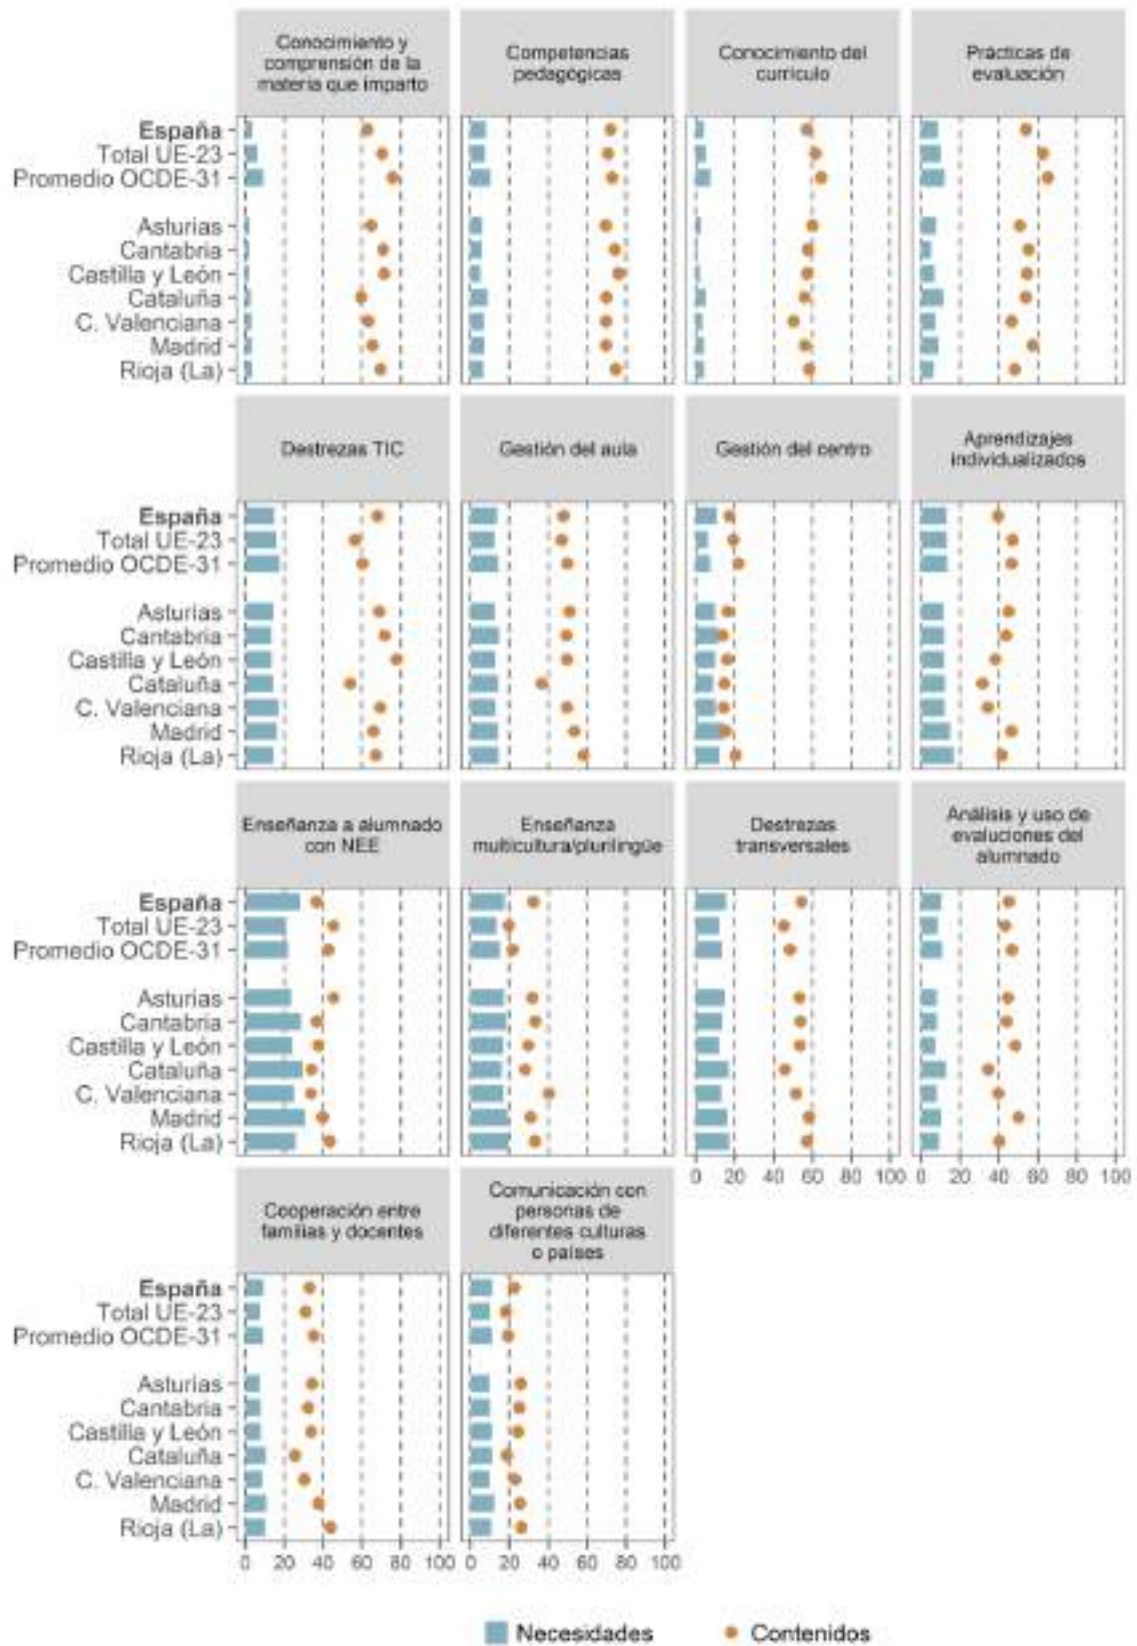 Conocimiento y
comprensión de la
materia que imparto
Competencias
pedagógicas
Conocimiento del
currículo
Prácticas de
evaluación
España
Total UE-23
Promedio OCDE-31
Asturias
Cantabria
Castilla y León
Cataluña
C. Valenciana
Madrid
Rioja (La)
Destrezas TIC
Gestión del aula
Gestión del centro
Aprendizajes
individualizados
España
Total UE-23
Promedio OCDE-31
Asturias
Cantabria
Castilla y León
Cataluña
C. Valenciana
Madrid
Rioja (La)
Enseñanza a alumnado
con NEE
Enseñanza
multicultura/plurilingüe
Destrezas
transversales
Análisis y uso de
evaluciones del
alumnado
España
Total UE-23
Promedio OCDE-31
Asturias
Cantabria
Castilla y León
Cataluña
C. Valenciana
Madrid
Rioja (La)
0 20 40 60 80 100 0 20 40 60 80 100
Cooperación entre
familias y docentes
Comunicación con
personas de
diferentes culturas
o países
España
Total UE-23
Promedio OCDE-31
Asturias
Cantabria
Castilla y León
Cataluña
C. Valenciana
Madrid
Rioja (La)
0 20 40 60 80 100 0 20 40 60 80 100
Necesidades Contenidos